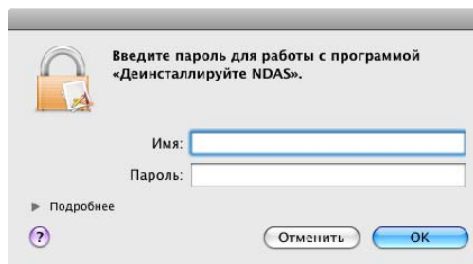 Введите пароль для работы с программой
«Деинсталлируйте NDAS».
Имя:
Пароль:
Подробнее
?
Отменить
OK